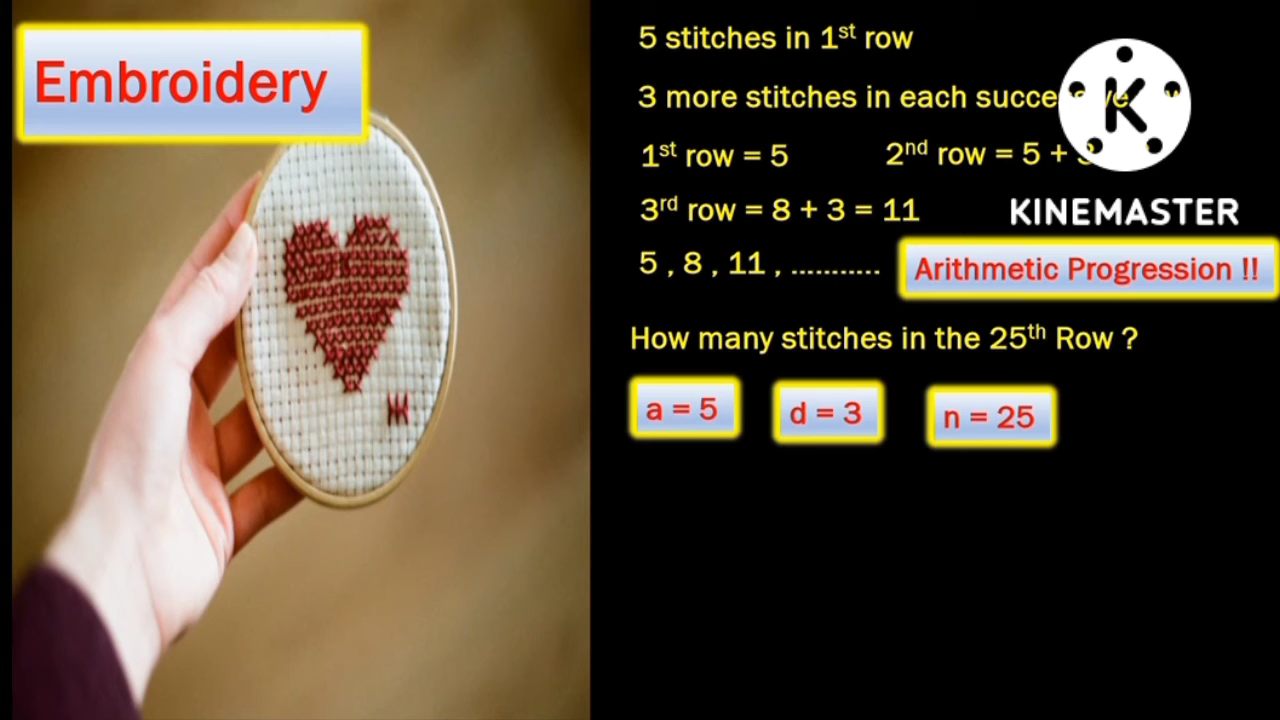 Embroidery
5 stitches in 1st row
3 more stitches in each
1st row = 5 2nd row = 5 +
3rd row = 8 + 3 = 11
KINEMASTER
5 , 8 , 11 , ...........
Arithmetic Progression !!
How many stitches in the 25th Row ?
a = 5 d = 3 n = 25